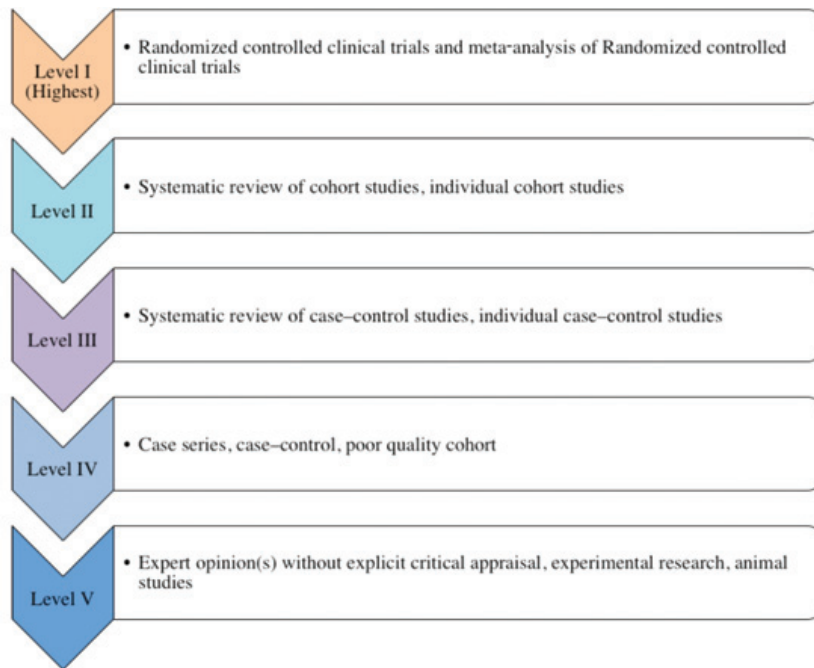 Level I
(Highest)
• Randomized controlled clinical trials and meta-analysis of Randomized controlled
clinical trials
Level II
• Systematic review of cohort studies, individual cohort studies
Level III
• Systematic review of case–control studies, individual case–control studies
Level IV
• Case series, case–control, poor quality cohort
Level V
• Expert opinion(s) without explicit critical appraisal, experimental research, animal
studies